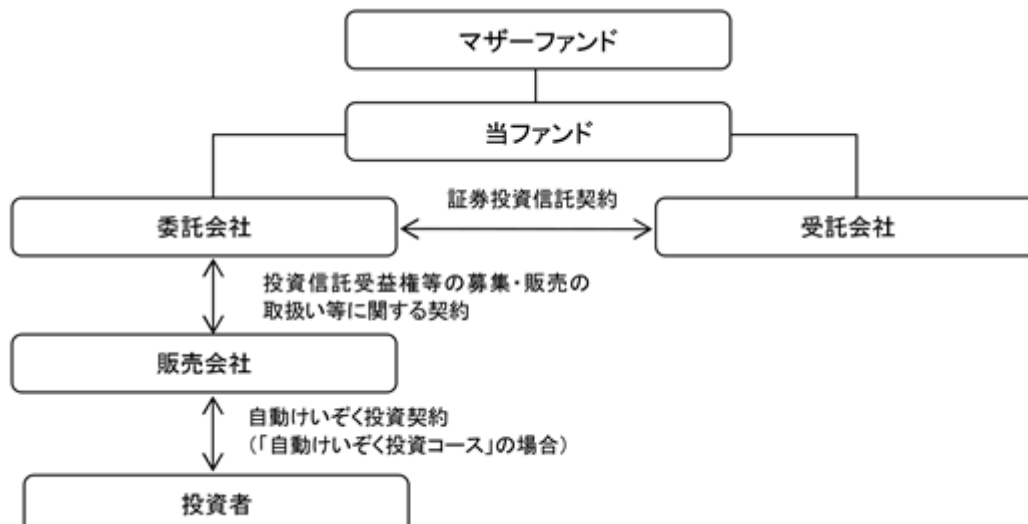 マザーファンド
当ファンド
証券投資信託契約
委託会社
受託会社
投資信託受益権等の募集・販売の
取扱い等に関する契約
販売会社
自動けいぞく投資契約
(「自動けいぞく投資コース」の場合)
投資者